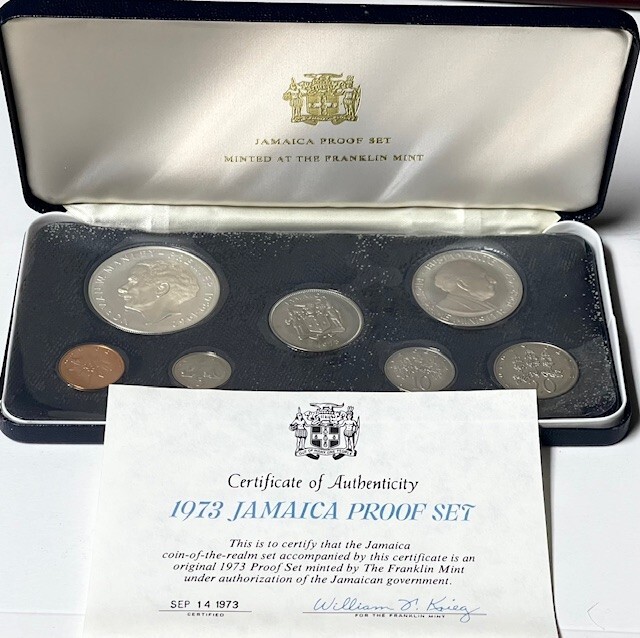 JAMAICA PROOF SET
MINTED AT THE FRANKLIN MINT
Certificate of Authenticity
1973 JAMAICA PROOF SET
This is to certify that the Jamaica
coin-of-the-realm set accompanied by this certificate is an
original 1973 Proof Set minted by The Franklin Mint
under authorization of the Jamaican government.
SEP 14 1973
William T. Krieg
CERTIFIED
FOR THE FRANKLIN MINT